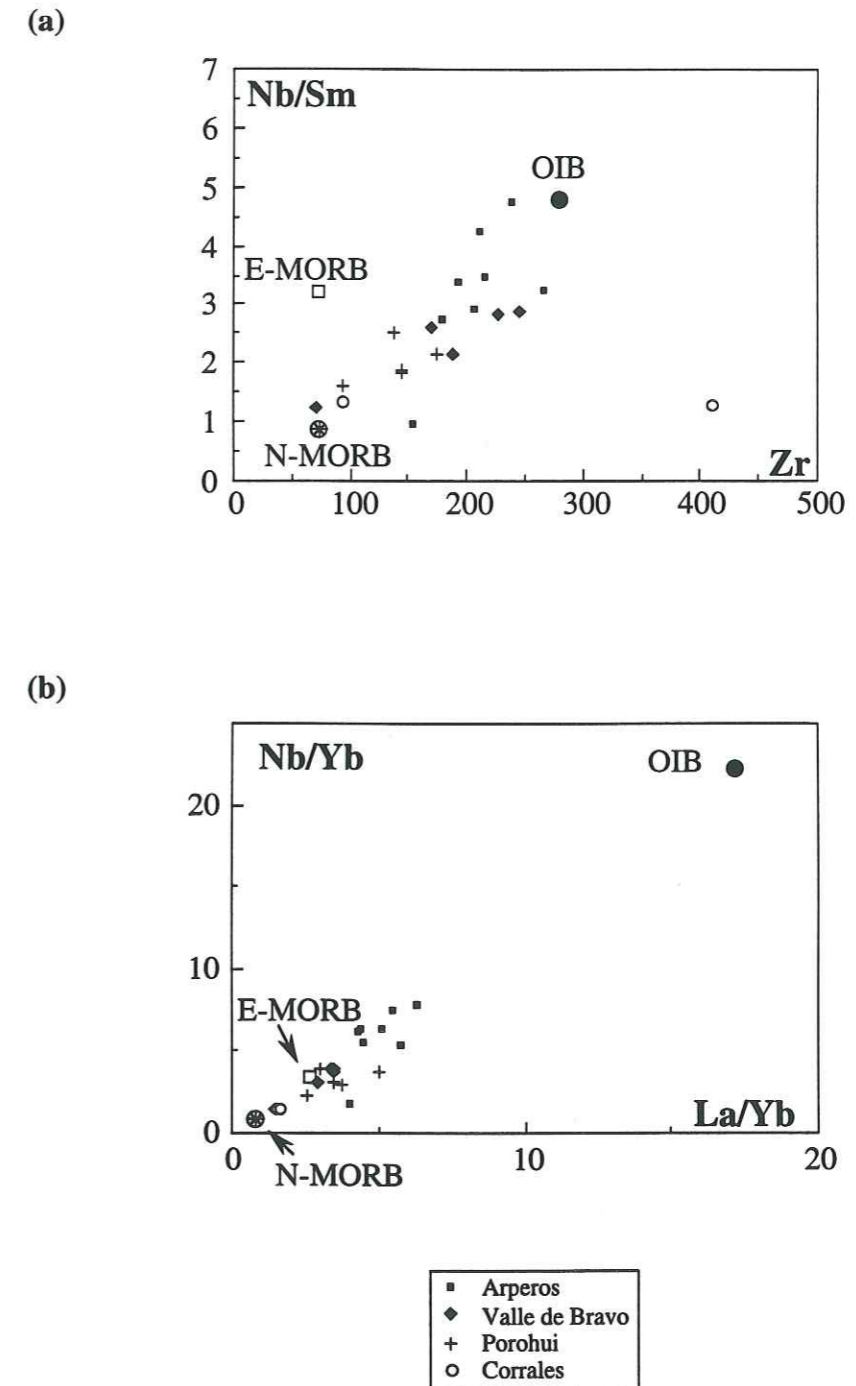 (a)
7
Nb/Sm
6
OIB
5
4
E-MORB
3
2
1
N-MORB
Zr
0
0 100 200 300 400 500
(b)
Nb/Yb
OIB
20
10
E-MORB
La/Yb
0
0 10 20
N-MORB
Arperos
Valle de Bravo
Porohui
Corrales